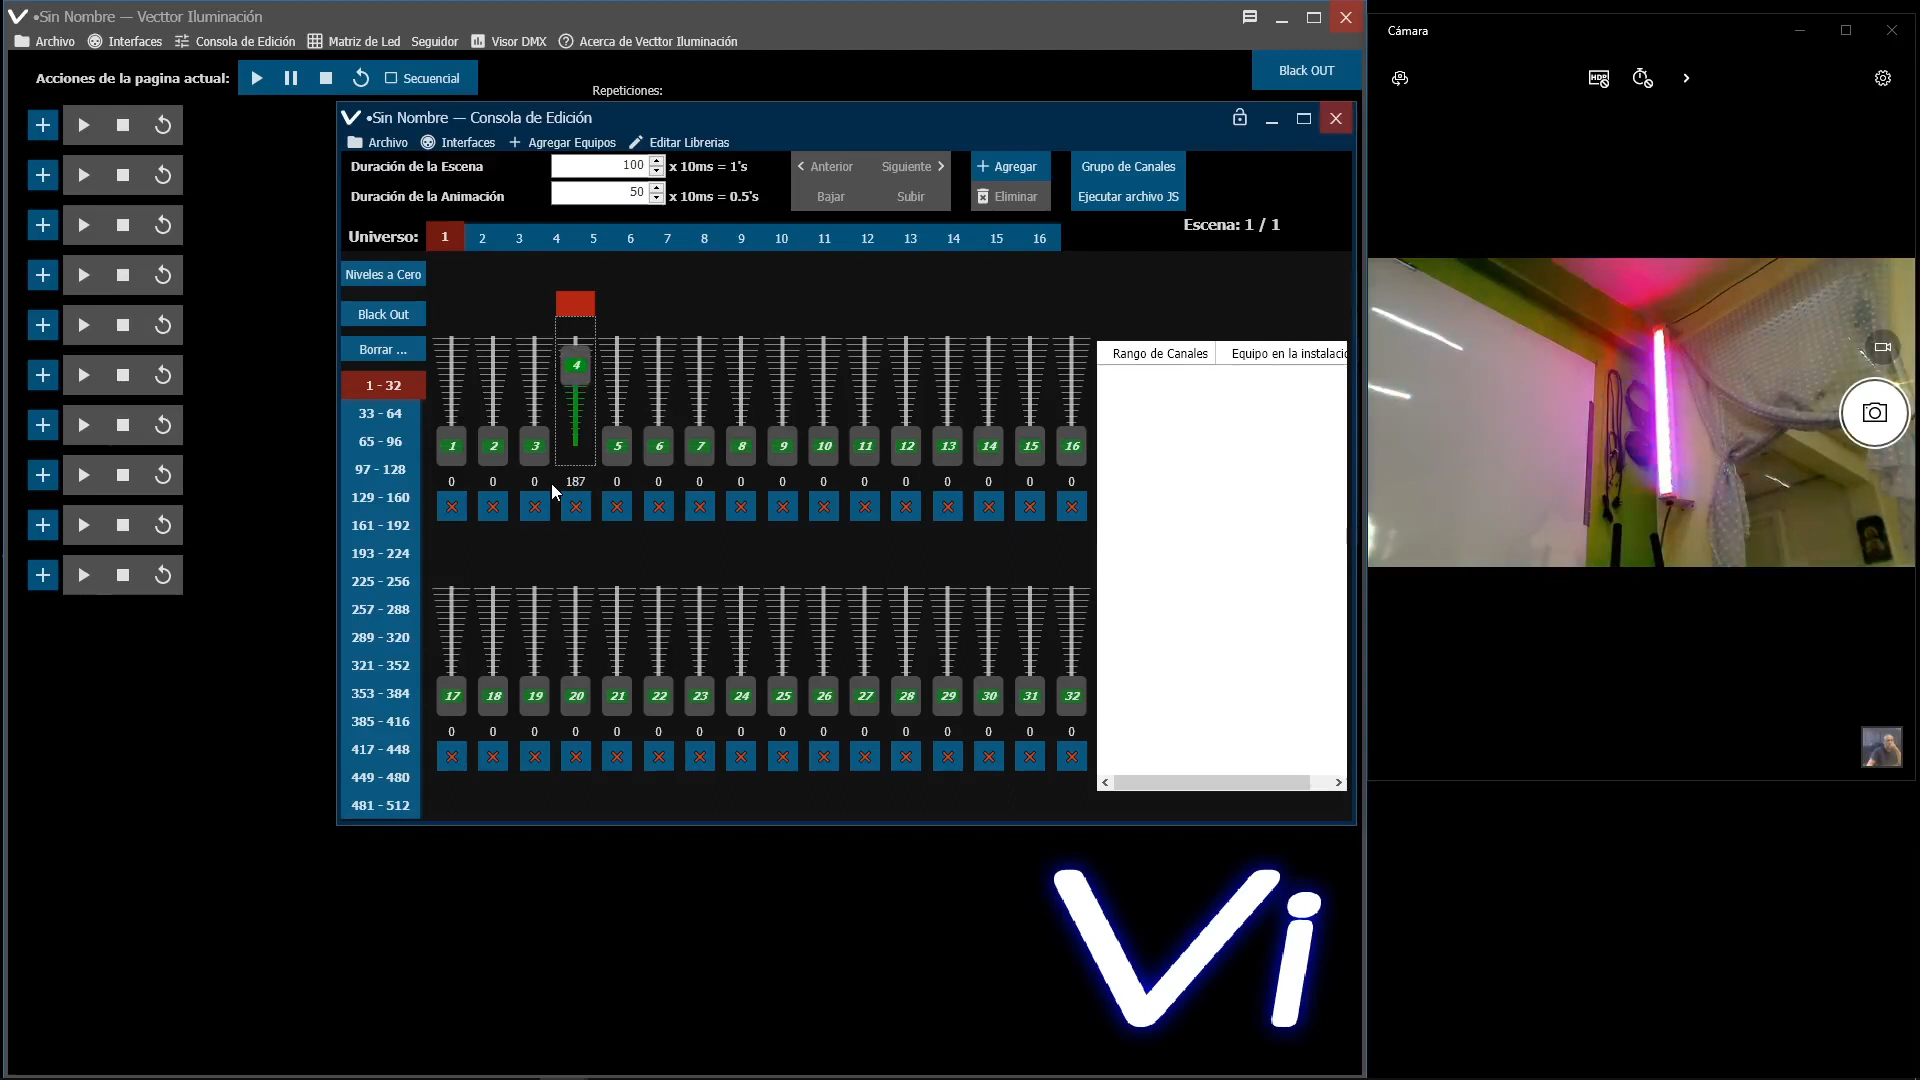 •Sin Nombre — Vecttor Iluminación
Archivo Interfaces Consola de Edición Matriz de Led Seguidor Visor DMX Acerca de Vecttor Iluminación
Acciones de la pagina actual: Secuencial
Repeticiones:
Black OUT
•Sin Nombre — Consola de Edición
Archivo Interfaces Agregar Equipos Editar Librerias
Duración de la Escena 100 x 10ms = 1's
Duración de la Animación 50 x 10ms = 0.5's
Anterior Siguiente
Bajar Subir
Agregar
Eliminar
Grupo de Canales
Ejecutar archivo JS
Escena: 1 / 1
Universo: 1 2 3 4 5 6 7 8 9 10 11 12 13 14 15 16
Niveles a Cero
Black Out
Borrar ...
1 - 32
33 - 64
65 - 96
97 - 128
129 - 160
161 - 192
193 - 224
225 - 256
257 - 288
289 - 320
321 - 352
353 - 384
385 - 416
417 - 448
449 - 480
481 - 512
1 2 3 4 5 6 7 8 9 10 11 12 13 14 15 16
0 0 0 187 0 0 0 0 0 0 0 0 0 0 0 0
17 18 19 20 21 22 23 24 25 26 27 28 29 30 31 32
0 0 0 0 0 0 0 0 0 0 0 0 0 0 0 0
Rango de Canales Equipo en la instalacio
Vi
Cámara
HDR